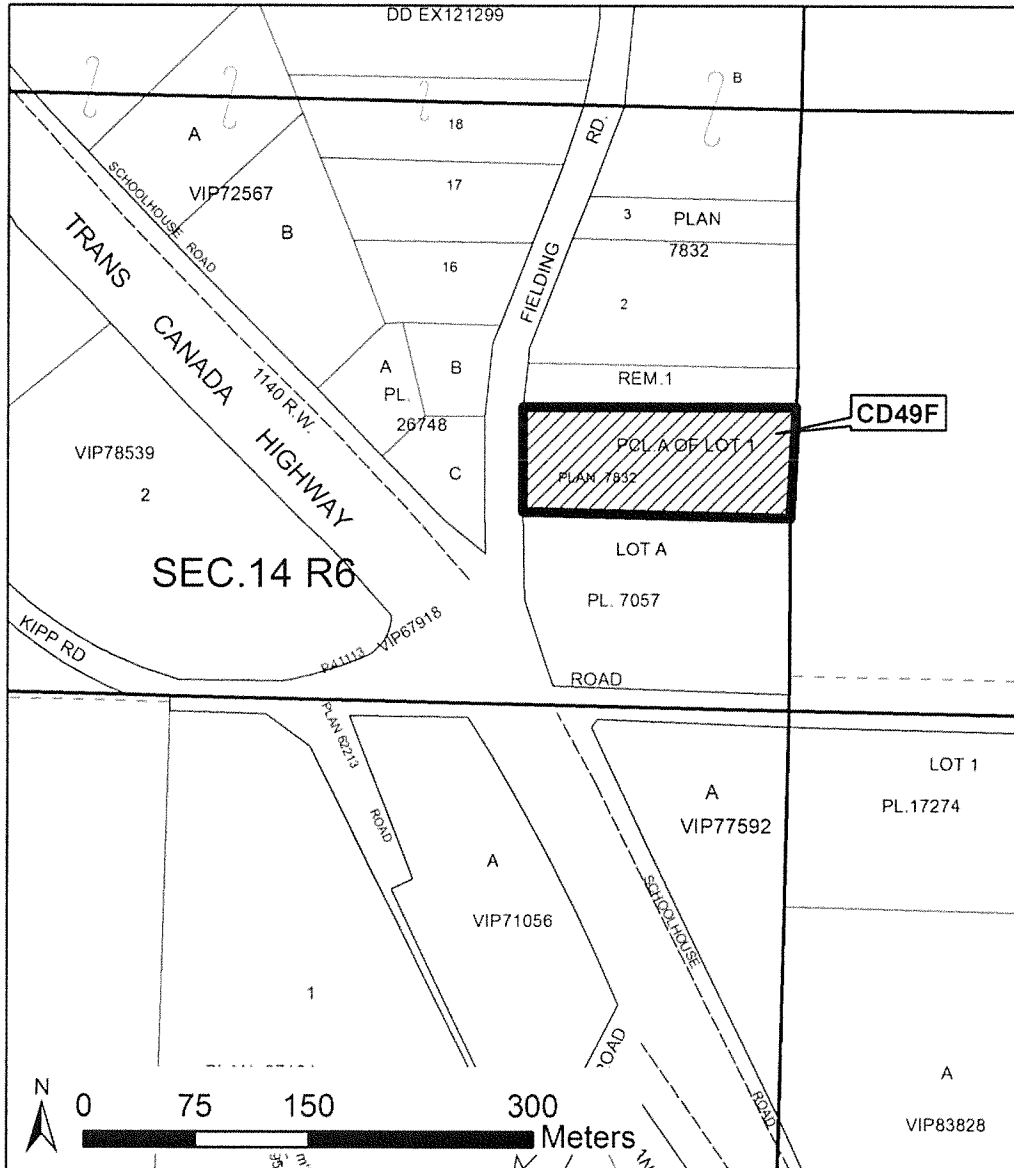 DD EX121299
B
18
A
RD.
SCHOOLHOUSE ROAD
VIP72567
17
3
PLAN
7832
B
TRANS CANADA HIGHWAY
16
FIELDING
2
1140 R.W.
A
B
PL.
26748
REM.1
CD49F
VIP78539
2
C
PCL.A OF LOT 1
PLAN 7832
LOT A
SEC.14 R6
PL. 7057
KIPP RD
VIP67918
ROAD
PLAN 62213
ROAD
LOT 1
A
PL.17274
VIP77592
A
SCHOOLHOUSE
VIP71056
1
ROAD
A
ROAD
VIP83828
N
0 75 150 300
Meters